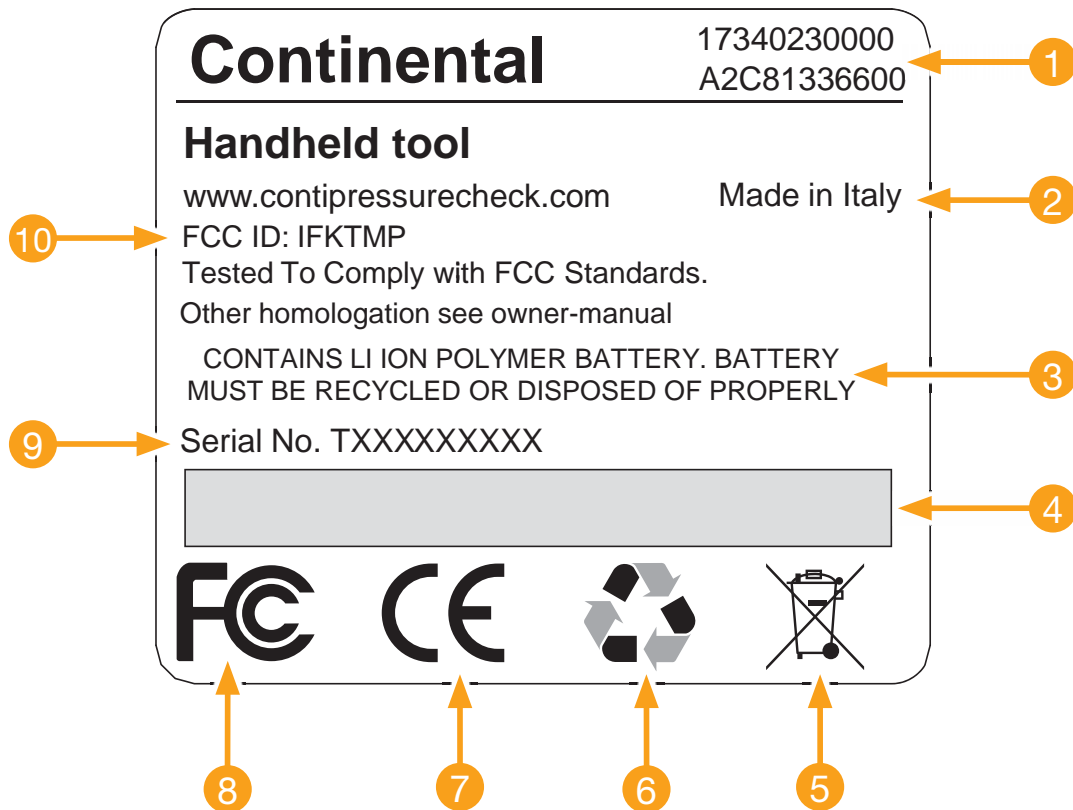 Continental
17340230000
A2C81336600
1
Handheld tool
www.contipressurecheck.com
Made in Italy
2
10
FCC ID: IFKTMP
Tested To Comply with FCC Standards.
Other homologation see owner-manual
CONTAINS LI ION POLYMER BATTERY. BATTERY
MUST BE RECYCLED OR DISPOSED OF PROPERLY
3
9
Serial No. TXXXXXXXXX
4
FC CE
8
7
6
5